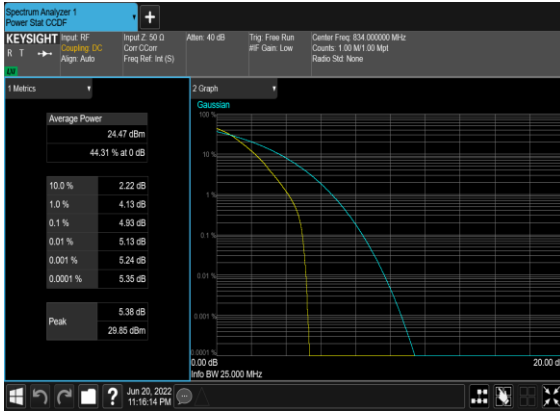 Spectrum Analyzer 1
Power Stat CCDF
+
KEYSIGHT
R T
Input: RF
Coupling: DC
Align: Auto
Input Z: 50 Ω
Corr CCorr
Freq Ref: Int (S)
Atten: 40 dB
Trig: Free Run
#IF Gain: Low
Center Freq: 834.000000 MHz
Counts: 1.00 M/1.00 Mpt
Radio Std: None
1 Metrics
Average Power
24.47 dBm
44.31 % at 0 dB
10.0 % 2.22 dB
1.0 % 4.13 dB
0.1 % 4.93 dB
0.01 % 5.13 dB
0.001 % 5.24 dB
0.0001 % 5.35 dB
Peak
5.38 dB
29.85 dBm
2 Graph
Gaussian
100 %
10 %
1 %
0.1 %
0.01 %
0.001 %
0.0001 %
0.00 dB
20.00 d
Info BW 25.000 MHz
?
Jun 20, 2022
11:16:14 PM